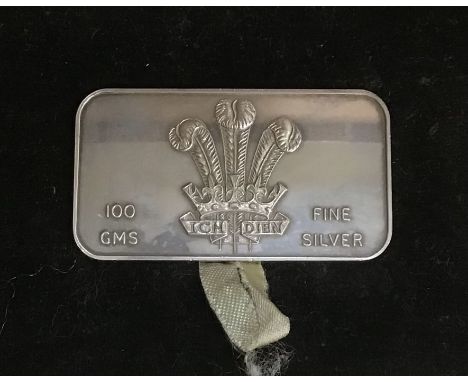 ICH DIEN
100
GMS
FINE
SILVER